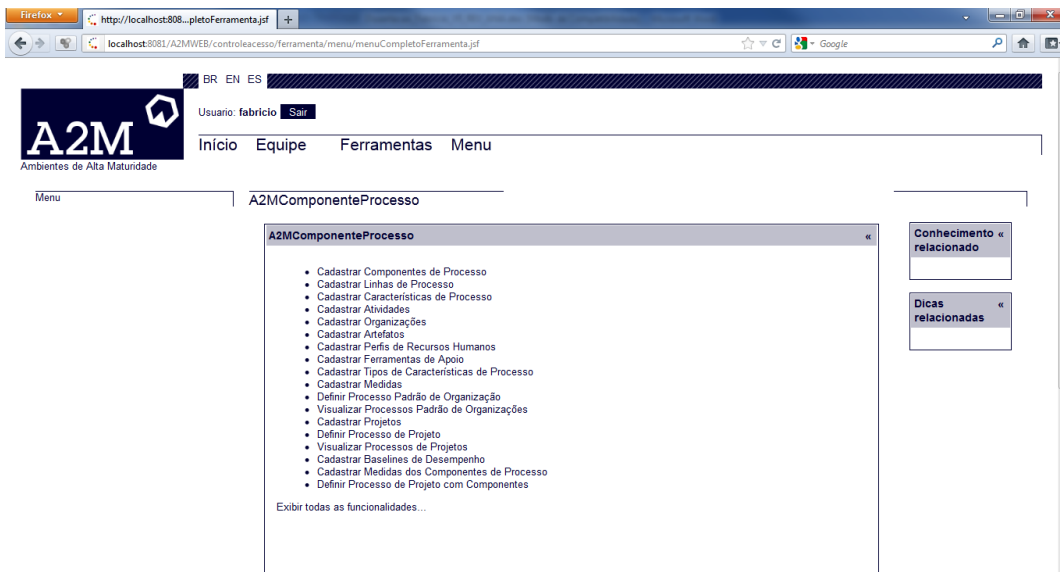 Firefox
http://localhost:808...pletoFerramenta.jsf
localhost:8081/A2MWEB/controleacesso/ferramenta/menu/menuCompletoFerramenta.jsf
Google
BR EN ES
A2M
Ambientes de Alta Maturidade
Usuario: fabricio Sair
Início Equipe Ferramentas Menu
Menu
A2MComponenteProcesso
A2MComponenteProcesso «
• Cadastrar Componentes de Processo
• Cadastrar Linhas de Processo
• Cadastrar Características de Processo
• Cadastrar Atividades
• Cadastrar Organizações
• Cadastrar Artefatos
• Cadastrar Perfis de Recursos Humanos
• Cadastrar Ferramentas de Apoio
• Cadastrar Tipos de Características de Processo
• Cadastrar Medidas
• Definir Processo Padrão de Organização
• Visualizar Processos Padrão de Organizações
• Cadastrar Projetos
• Definir Processo de Projeto
• Visualizar Processos de Projetos
• Cadastrar Baselines de Desempenho
• Cadastrar Medidas dos Componentes de Processo
• Definir Processo de Projeto com Componentes
Exibir todas as funcionalidades...
Conhecimento «
relacionado
Dicas «
relacionadas